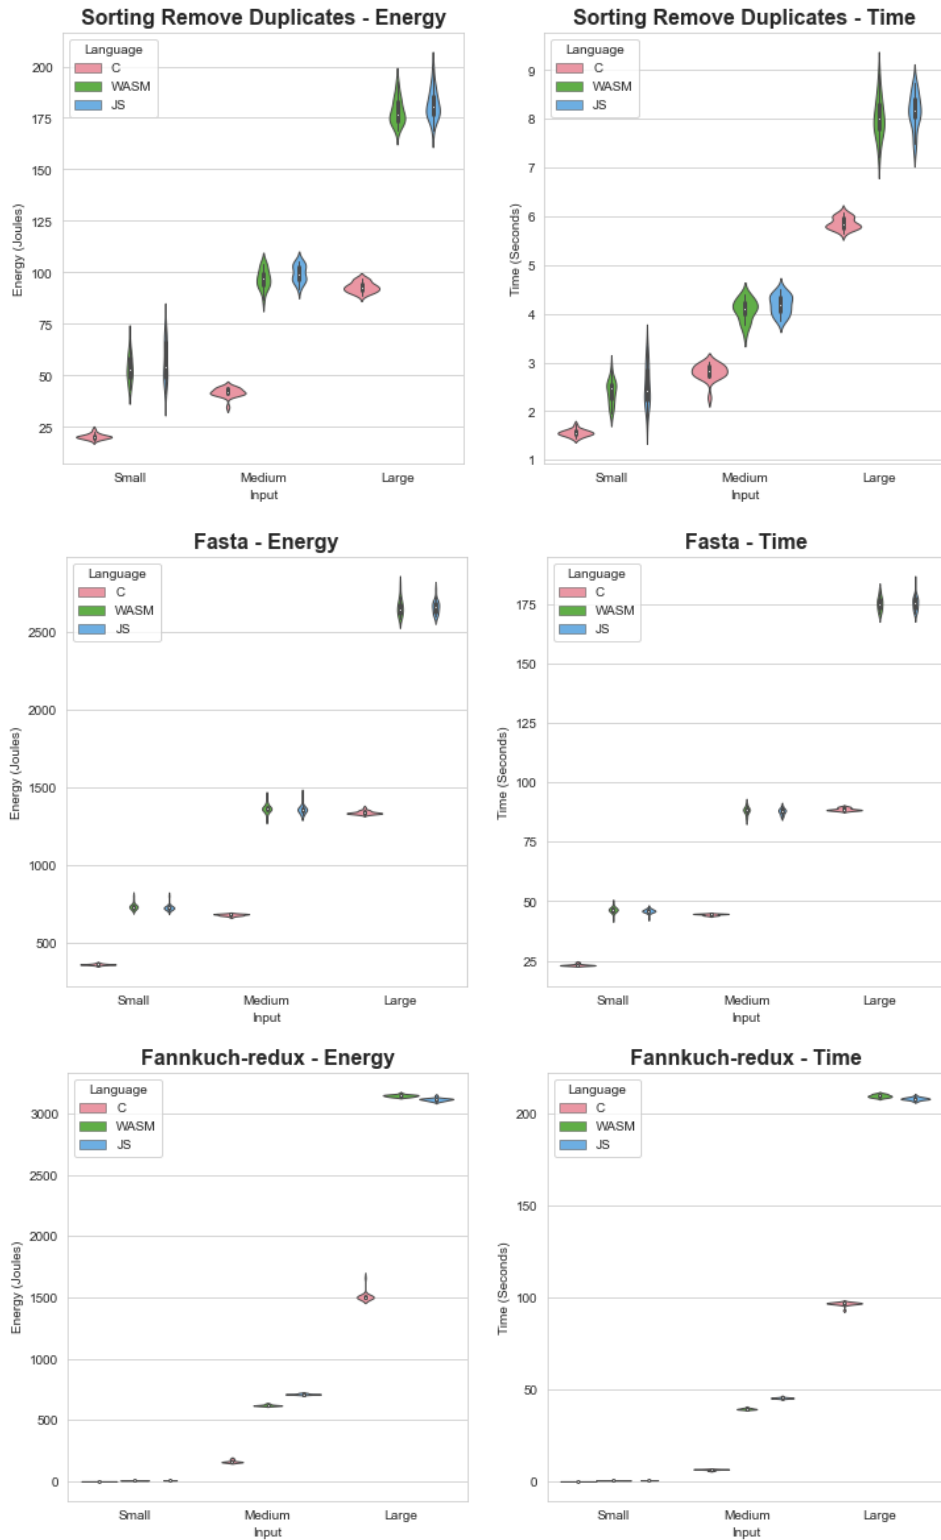 Sorting Remove Duplicates - Energy
Language
C
WASM
JS
200
175
150
125
100
75
50
25
Energy (Joules)
Small
Medium
Large
Input
Sorting Remove Duplicates - Time
Language
C
WASM
JS
9
8
7
6
5
4
3
2
1
Time (Seconds)
Small
Medium
Large
Input
Fasta - Energy
Language
C
WASM
JS
2500
2000
1500
1000
500
Energy (Joules)
Small
Medium
Large
Input
Fasta - Time
Language
C
WASM
JS
175
150
125
100
75
50
25
Time (Seconds)
Small
Medium
Large
Input
Fannkuch-redux - Energy
Language
C
WASM
JS
3000
2500
2000
1500
1000
500
0
Energy (Joules)
Small
Medium
Large
Input
Fannkuch-redux - Time
Language
C
WASM
JS
200
150
100
50
0
Time (Seconds)
Small
Medium
Large
Input